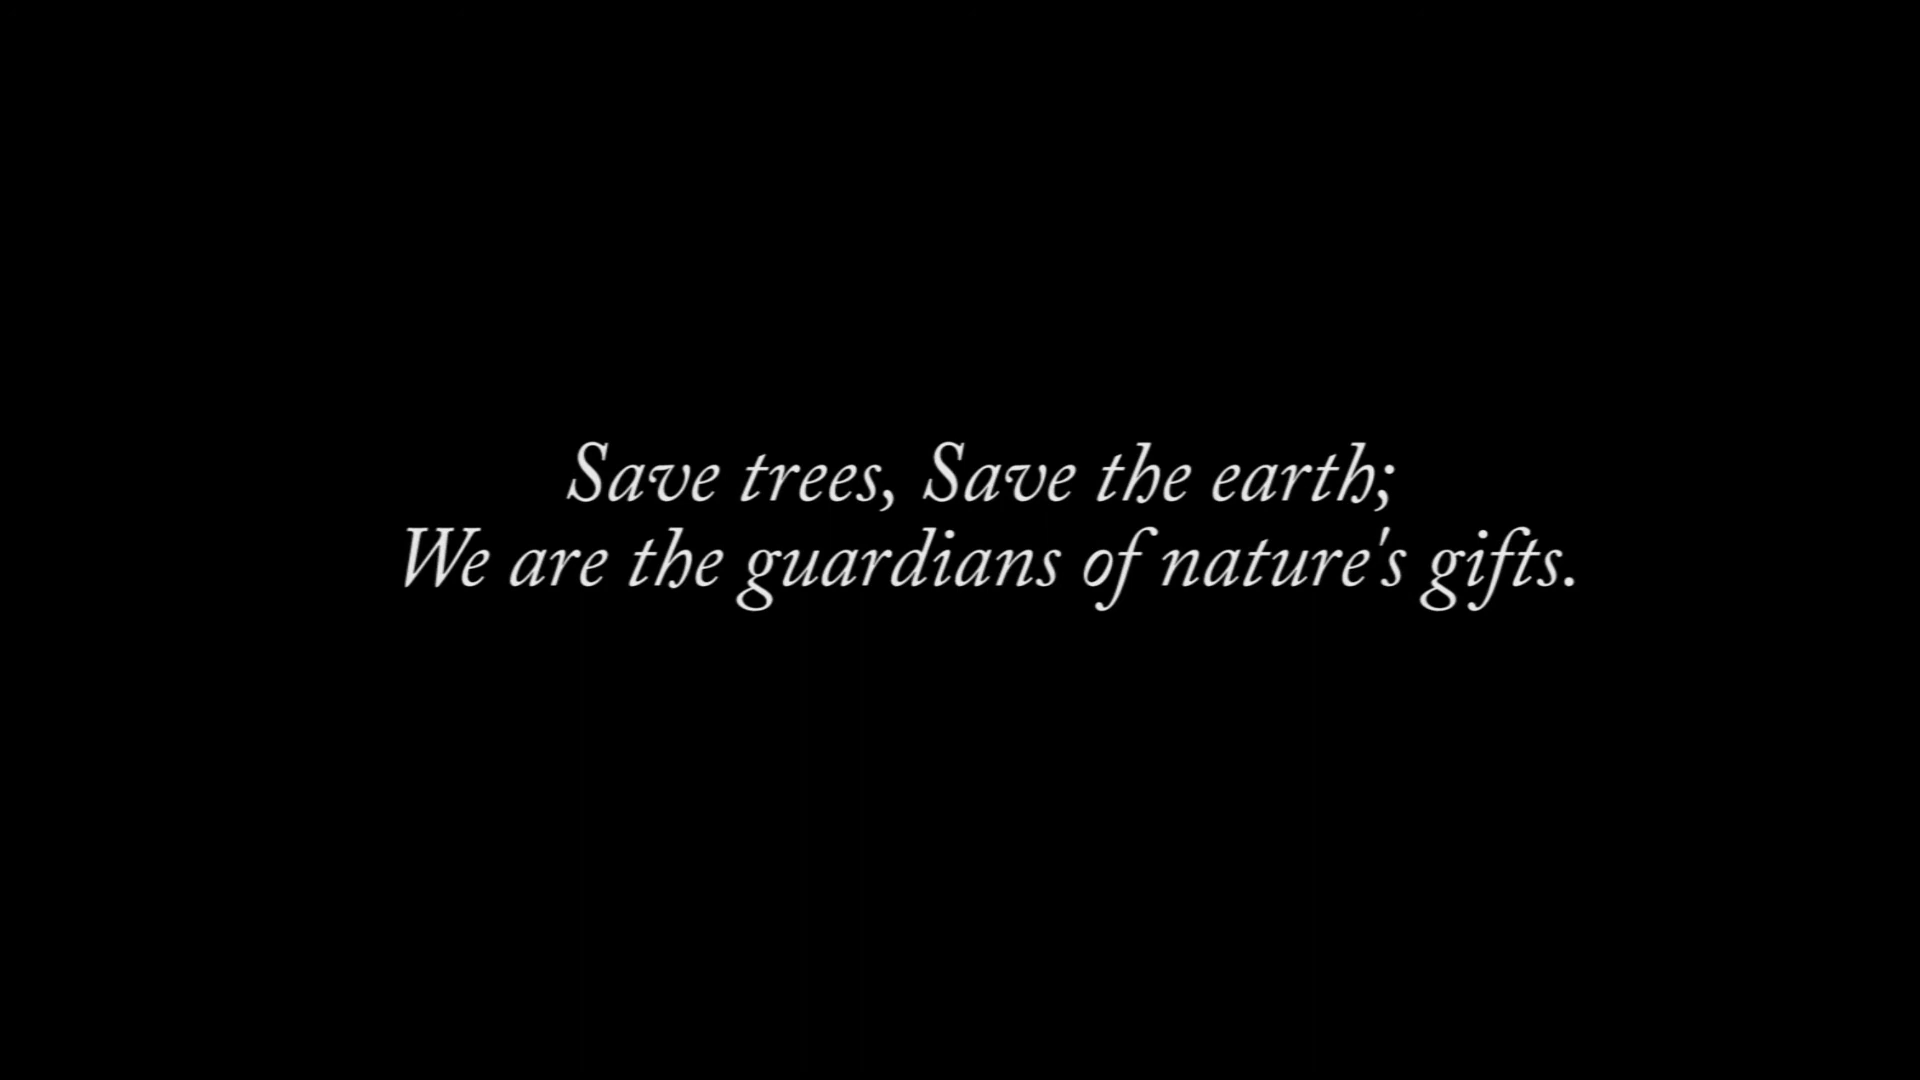 Save trees, Save the earth;
We are the guardians of nature's gifts.